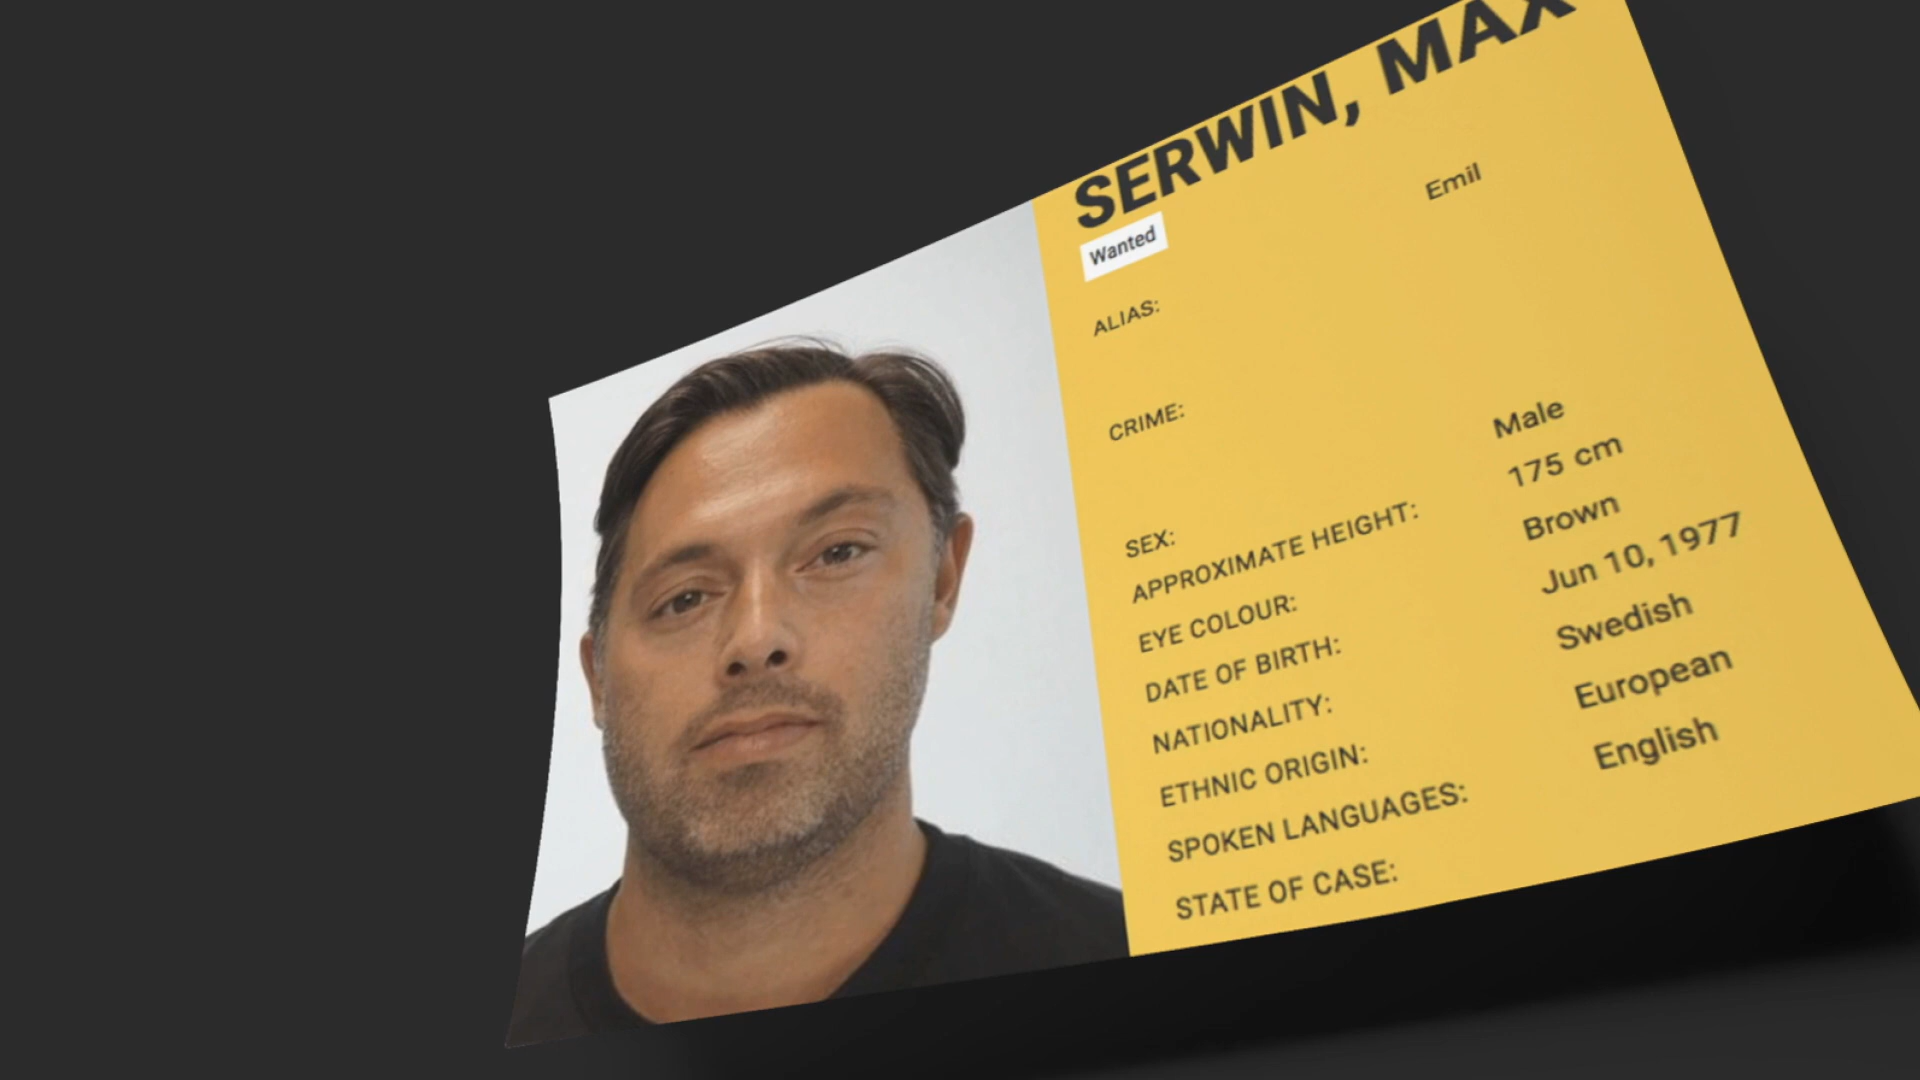 SERWIN, MAX
Wanted
ALIAS: Emil
CRIME:
SEX: Male
APPROXIMATE HEIGHT: 175 cm
EYE COLOUR: Brown
DATE OF BIRTH: Jun 10, 1977
NATIONALITY: Swedish
ETHNIC ORIGIN: European
SPOKEN LANGUAGES: English
STATE OF CASE: